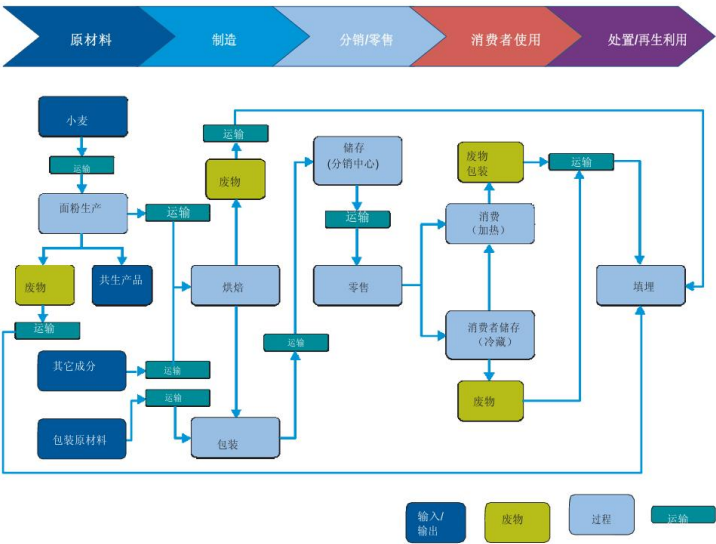 原材料
制造
分销/零售
消费者使用
处置/再生利用
小麦
运输
面粉生产
运输
废物
共生产品
运输
其它成分
运输
包装原材料
运输
运输
废物
烘焙
包装
运输
储存
(分销中心)
运输
零售
废物
包装
运输
消费
（加热）
消费者储存
（冷藏）
废物
填埋
输入/
输出
废物
过程
运输